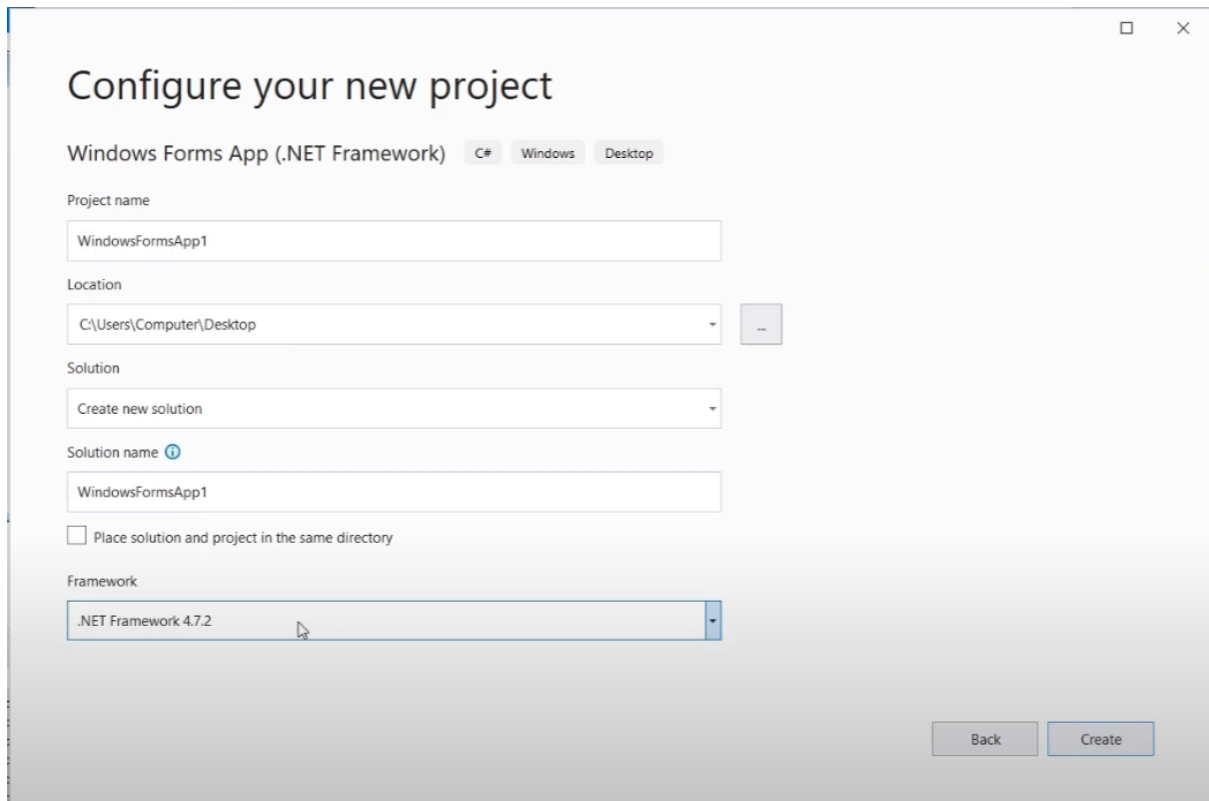 Configure your new project
Windows Forms App (.NET Framework) C# Windows Desktop
Project name
WindowsFormsApp1
Location
C:\Users\Computer\Desktop
...
Solution
Create new solution
Solution name
WindowsFormsApp1
Place solution and project in the same directory
Framework
.NET Framework 4.7.2
Back Create